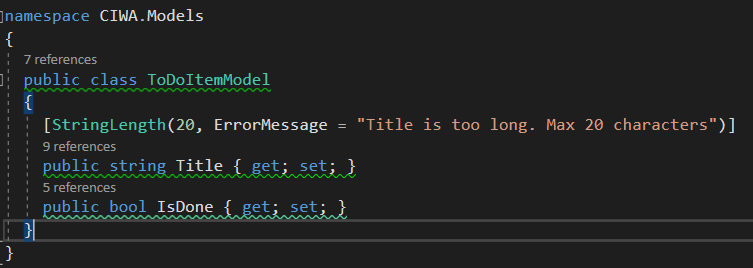 namespace CIWA.Models
{
7 references
public class ToDoItemModel
{
[StringLength(20, ErrorMessage = "Title is too long. Max 20 characters")]
9 references
public string Title { get; set; }
5 references
public bool IsDone { get; set; }
}
}